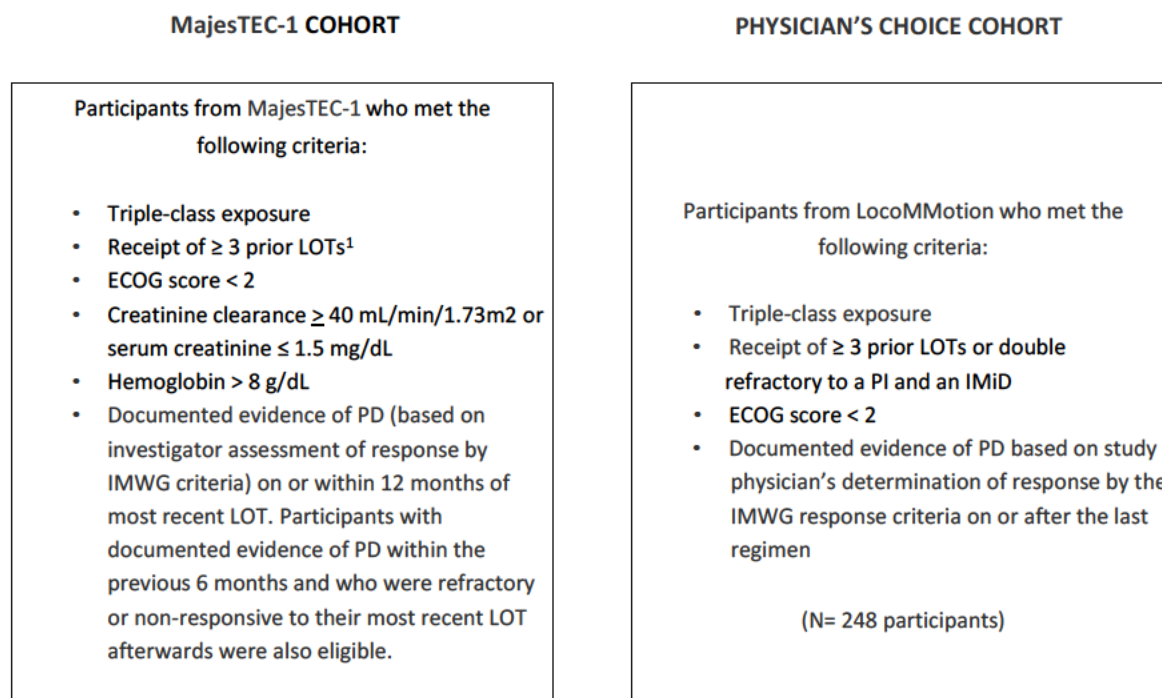 MajesTEC-1 COHORT
Participants from MajesTEC-1 who met the
following criteria:
• Triple-class exposure
• Receipt of ≥ 3 prior LOTs¹
• ECOG score < 2
• Creatinine clearance ≥ 40 mL/min/1.73m2 or
serum creatinine ≤ 1.5 mg/dL
• Hemoglobin > 8 g/dL
• Documented evidence of PD (based on
investigator assessment of response by
IMWG criteria) on or within 12 months of
most recent LOT. Participants with
documented evidence of PD within the
previous 6 months and who were refractory
or non-responsive to their most recent LOT
afterwards were also eligible.
PHYSICIAN'S CHOICE COHORT
Participants from LocoMMotion who met the
following criteria:
• Triple-class exposure
• Receipt of ≥ 3 prior LOTs or double
refractory to a PI and an IMiD
• ECOG score < 2
• Documented evidence of PD based on study
physician's determination of response by the
IMWG response criteria on or after the last
regimen
(N= 248 participants)